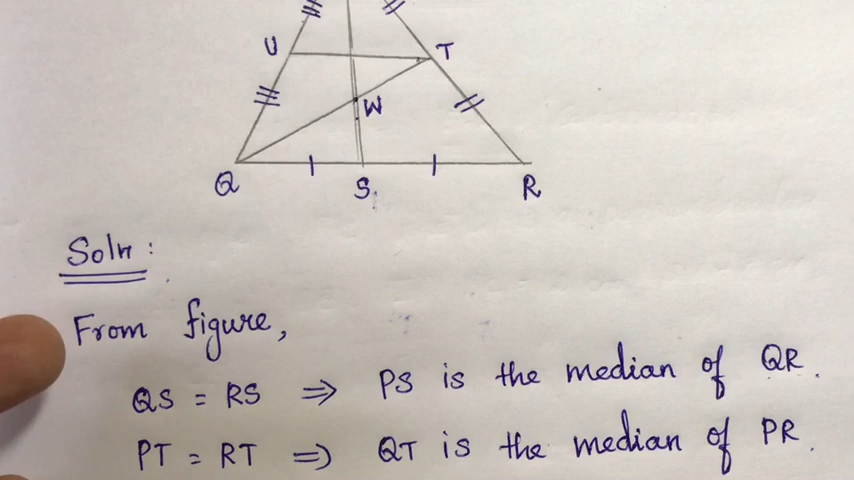 U T
W
Q S R
Soln :
From figure,
QS = RS ⇒ PS is the median of QR.
PT = RT ⇒ QT is the median of PR.